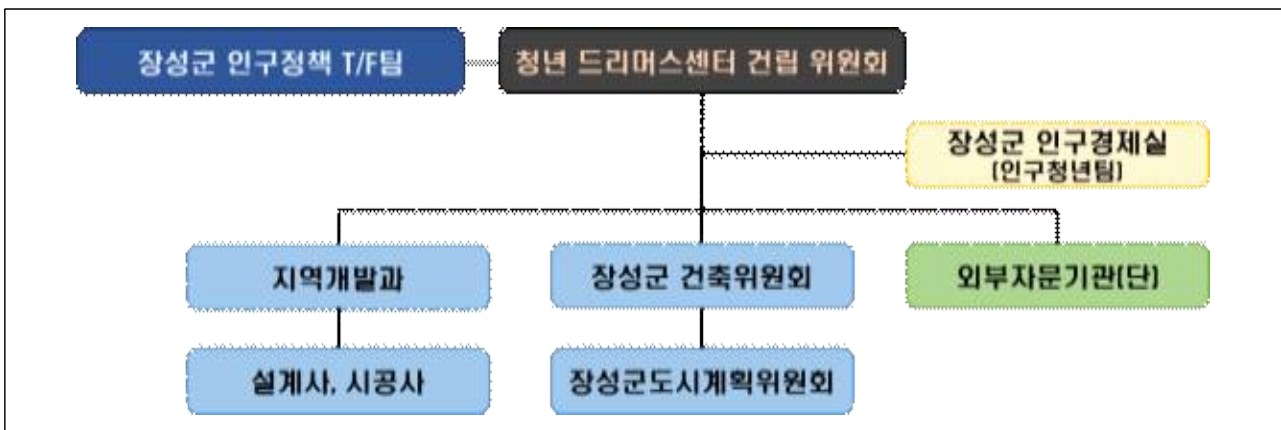 장성군 인구정책 T/F팀
청년 드리머스센터 건립 위원회
장성군 인구경제실
(인구청년팀)
지역개발과
장성군 건축위원회
외부자문기관(단)
설계사, 시공사
장성군도시계획위원회